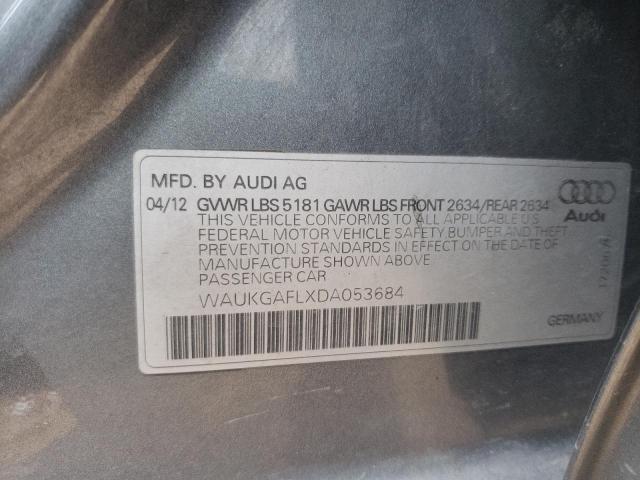 MFD. BY AUDI AG
04/12 GVWR LBS 5181 GAWR LBS FRONT 2634/REAR 2634
THIS VEHICLE CONFORMS TO ALL APPLICABLE U.S.
FEDERAL MOTOR VEHICLE SAFETY, BUMPER AND THEFT
PREVENTION STANDARDS IN EFFECT ON THE DATE OF
MANUFACTURE SHOWN ABOVE
PASSENGER CAR
WAUKGAFLXDA053684
GERMANY
Audi